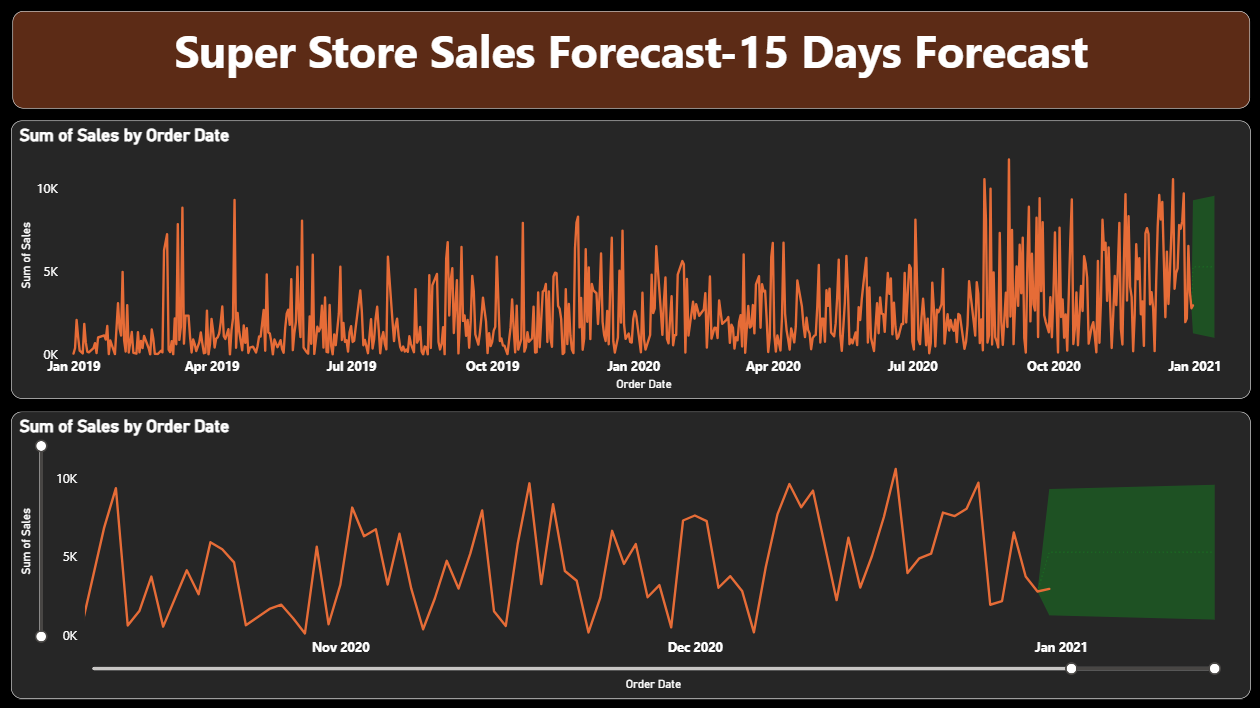 Super Store Sales Forecast-15 Days Forecast
Sum of Sales by Order Date
10K
5K
0K
Sum of Sales
Jan 2019 Apr 2019 Jul 2019 Oct 2019 Jan 2020 Apr 2020 Jul 2020 Oct 2020 Jan 2021
Order Date
Sum of Sales by Order Date
10K
5K
0K
Sum of Sales
Nov 2020 Dec 2020 Jan 2021
Order Date